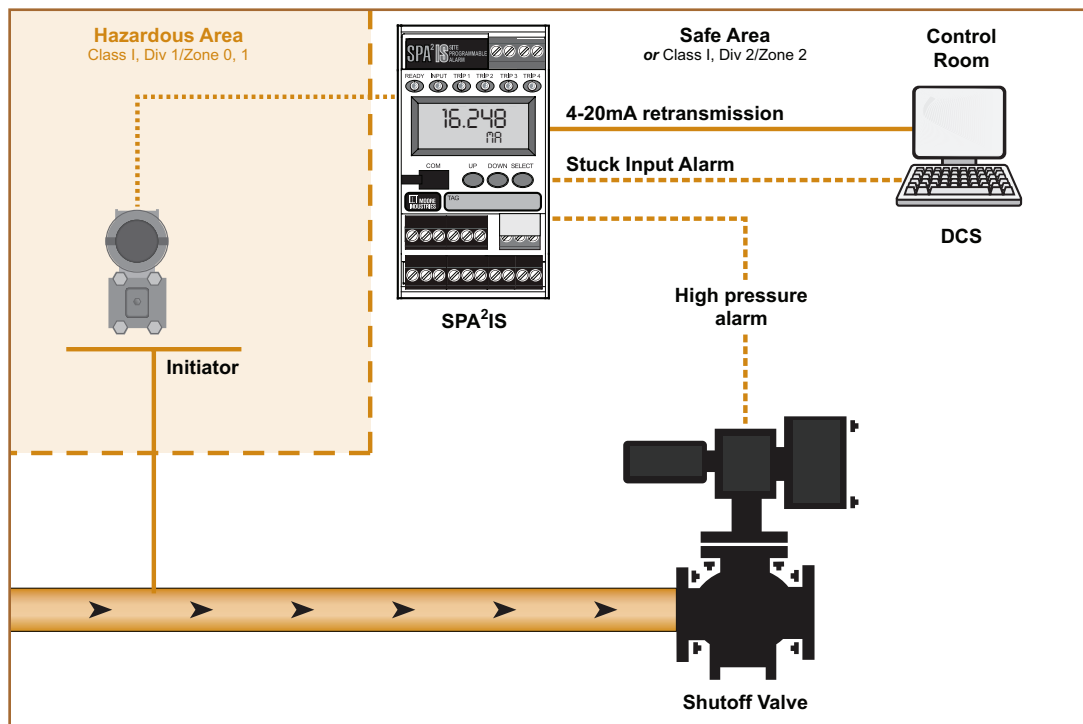 Hazardous Area
Class I, Div 1/Zone 0, 1
Safe Area
or Class I, Div 2/Zone 2
Control
Room
SPA2IS
SITE
PROGRAMMABLE
ALARM
READY INPUT TRIP 1 TRIP 2 TRIP 3 TRIP 4
16.248
MA
COM UP DOWN SELECT
MOORE
INDUSTRIES
TAG
SPA2IS
4-20mA retransmission
Stuck Input Alarm
DCS
High pressure
alarm
Initiator
Shutoff Valve